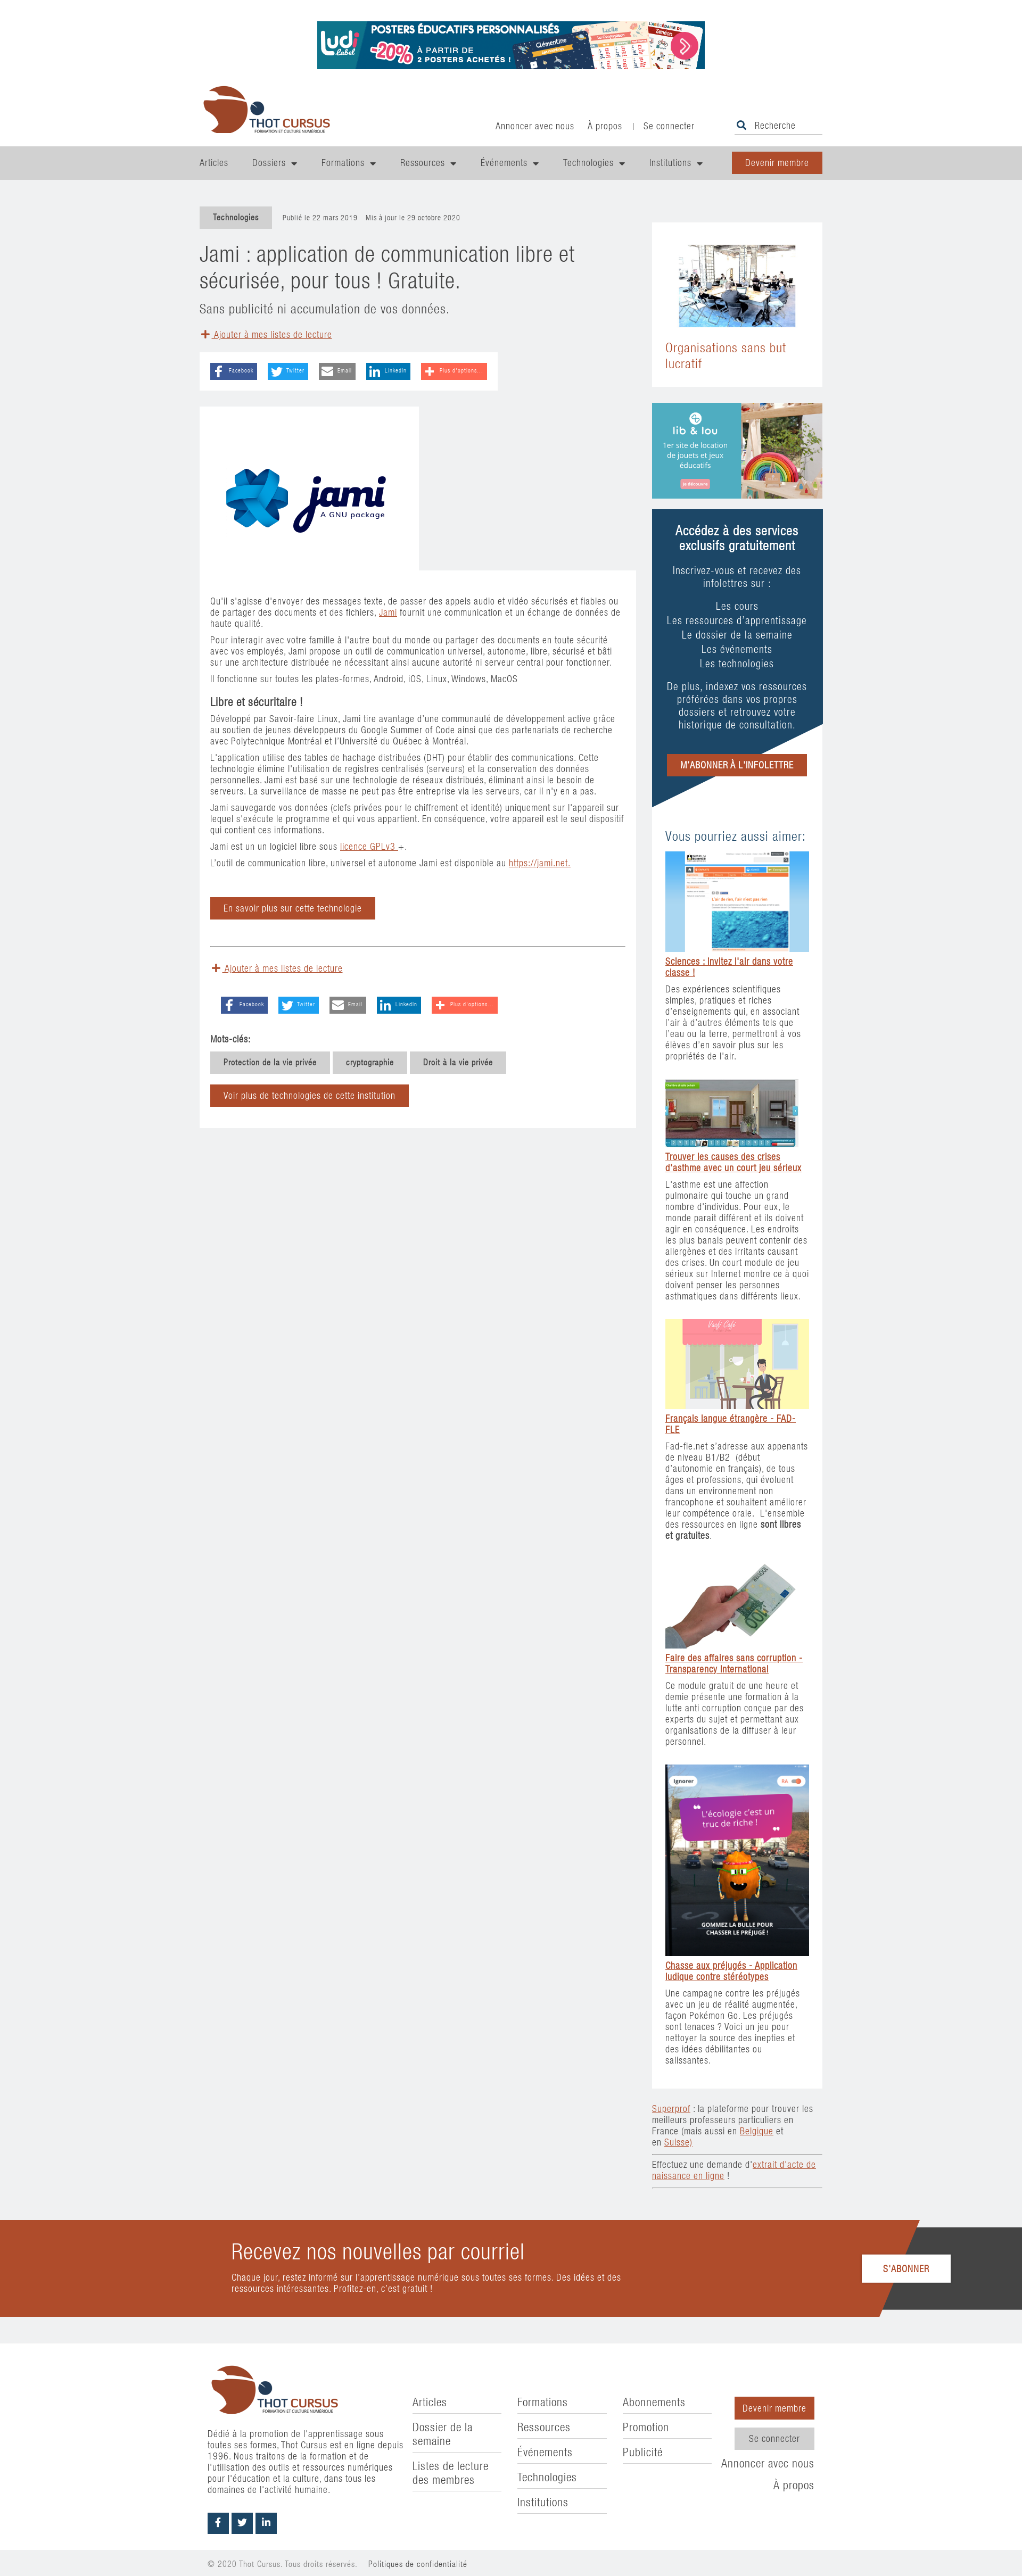 Ludi Label
POSTERS ÉDUCATIFS PERSONNALISÉS
-20% À PARTIR DE
2 POSTERS ACHETÉS !
THOT CURSUS
FORMATION ET CULTURE NUMÉRIQUE
Annoncer avec nous À propos | Se connecter Recherche
Articles Dossiers Formations Ressources Événements Technologies Institutions Devenir membre
Technologies Publié le 22 mars 2019 Mis à jour le 29 octobre 2020
Jami : application de communication libre et
sécurisée, pour tous ! Gratuite.
Sans publicité ni accumulation de vos données.
Ajouter à mes listes de lecture
Facebook Twitter Email LinkedIn Plus d'options...
jami
A GNU package
Qu'il s'agisse d'envoyer des messages texte, de passer des appels audio et vidéo sécurisés et fiables ou
de partager des documents et des fichiers, Jami fournit une communication et un échange de données de
haute qualité.
Pour interagir avec votre famille à l'autre bout du monde ou partager des documents en toute sécurité
avec vos employés, Jami propose un outil de communication universel, autonome, libre, sécurisé et bâti
sur une architecture distribuée ne nécessitant ainsi aucune autorité ni serveur central pour fonctionner.
Il fonctionne sur toutes les plates-formes, Android, iOS, Linux, Windows, MacOS
Libre et sécuritaire !
Développé par Savoir-faire Linux, Jami tire avantage d'une communauté de développement active grâce
au soutien de jeunes développeurs du Google Summer of Code ainsi que des partenariats de recherche
avec Polytechnique Montréal et l'Université du Québec à Montréal.
L'application utilise des tables de hachage distribuées (DHT) pour établir des communications. Cette
technologie élimine l'utilisation de registres centralisés (serveurs) et la conservation des données
personnelles. Jami est basé sur une technologie de réseaux distribués, éliminant ainsi le besoin de
serveurs. La surveillance de masse ne peut pas être entreprise via les serveurs, car il n'y en a pas.
Jami sauvegarde vos données (clefs privées pour le chiffrement et identité) uniquement sur l'appareil sur
lequel s'exécute le programme et qui vous appartient. En conséquence, votre appareil est le seul dispositif
qui contient ces informations.
Jami est un un logiciel libre sous licence GPLv3 +.
L'outil de communication libre, universel et autonome Jami est disponible au https://jami.net.
En savoir plus sur cette technologie
Ajouter à mes listes de lecture
Facebook Twitter Email LinkedIn Plus d'options...
Mots-clés:
Protection de la vie privée cryptographie Droit à la vie privée
Voir plus de technologies de cette institution
Organisations sans but
lucratif
lib & lou
1er site de location
de jouets et jeux
éducatifs
Je découvre
Accédez à des services
exclusifs gratuitement
Inscrivez-vous et recevez des
infolettres sur :
Les cours
Les ressources d'apprentissage
Le dossier de la semaine
Les événements
Les technologies
De plus, indexez vos ressources
préférées dans vos propres
dossiers et retrouvez votre
historique de consultation.
M'ABONNER À L'INFOLETTRE
Vous pourriez aussi aimer:
L'air de rien, l'air n'est pas rien!
Sciences : invitez l'air dans votre
classe !
Des expériences scientifiques
simples, pratiques et riches
d'enseignements qui, en associant
l'air à d'autres éléments tels que
l'eau ou la terre, permettront à vos
élèves d'en savoir plus sur les
propriétés de l'air.
Trouver les causes des crises
d'asthme avec un court jeu sérieux
L'asthme est une affection
pulmonaire qui touche un grand
nombre d'individus. Pour eux, le
monde parait différent et ils doivent
agir en conséquence. Les endroits
les plus banals peuvent contenir des
allergènes et des irritants causant
des crises. Un court module de jeu
sérieux sur Internet montre ce à quoi
doivent penser les personnes
asthmatiques dans différents lieux.
Français langue étrangère - FAD-
FLE
Fad-fle.net s'adresse aux appenants
de niveau B1/B2 (début
d'autonomie en français), de tous
âges et professions, qui évoluent
dans un environnement non
francophone et souhaitent améliorer
leur compétence orale. L'ensemble
des ressources en ligne sont libres
et gratuites.
Faire des affaires sans corruption -
Transparency International
Ce module gratuit de une heure et
demie présente une formation à la
lutte anti corruption conçue par des
experts du sujet et permettant aux
organisations de la diffuser à leur
personnel.
Ignorer RA
L'écologie c'est un
truc de riche !
GOMMEZ LA BULLE POUR
CHASSER LE PRÉJUGÉ !
Chasse aux préjugés - Application
ludique contre stéréotypes
Une campagne contre les préjugés
avec un jeu de réalité augmentée,
façon Pokémon Go. Les préjugés
sont tenaces ? Voici un jeu pour
nettoyer la source des inepties et
des idées débilitantes ou
salissantes.
Superprof : la plateforme pour trouver les
meilleurs professeurs particuliers en
France (mais aussi en Belgique et
en Suisse)
Effectuez une demande d'extrait d'acte de
naissance en ligne !
Recevez nos nouvelles par courriel
Chaque jour, restez informé sur l'apprentissage numérique sous toutes ses formes. Des idées et des
ressources intéressantes. Profitez-en, c'est gratuit !
S'ABONNER
THOT CURSUS
FORMATION ET CULTURE NUMÉRIQUE
Dédié à la promotion de l'apprentissage sous
toutes ses formes, Thot Cursus est en ligne depuis
1996. Nous traitons de la formation et de
l'utilisation des outils et ressources numériques
pour l'éducation et la culture, dans tous les
domaines de l'activité humaine.
Articles
Dossier de la
semaine
Listes de lecture
des membres
Formations
Ressources
Événements
Technologies
Institutions
Abonnements
Promotion
Publicité
Devenir membre
Se connecter
Annoncer avec nous
À propos
© 2020 Thot Cursus. Tous droits réservés. Politiques de confidentialité